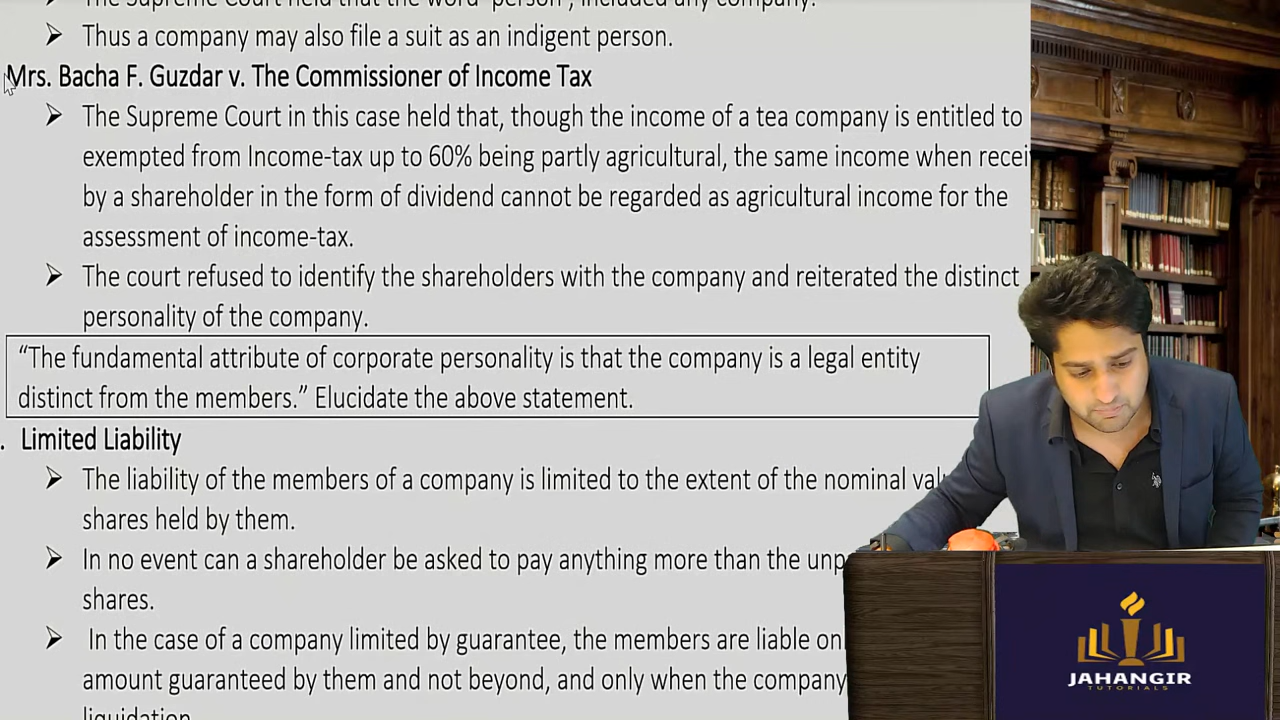 The Supreme Court held that the word "person", included any company.
Thus a company may also file a suit as an indigent person.
Mrs. Bacha F. Guzdar v. The Commissioner of Income Tax
The Supreme Court in this case held that, though the income of a tea company is entitled to
exempted from Income-tax up to 60% being partly agricultural, the same income when recei
by a shareholder in the form of dividend cannot be regarded as agricultural income for the
assessment of income-tax.
The court refused to identify the shareholders with the company and reiterated the distinct
personality of the company.
“The fundamental attribute of corporate personality is that the company is a legal entity
distinct from the members.” Elucidate the above statement.
. Limited Liability
The liability of the members of a company is limited to the extent of the nominal val
shares held by them.
In no event can a shareholder be asked to pay anything more than the unp
shares.
In the case of a company limited by guarantee, the members are liable on
amount guaranteed by them and not beyond, and only when the company
liquidation
JAHANGIR
TUTORIALS